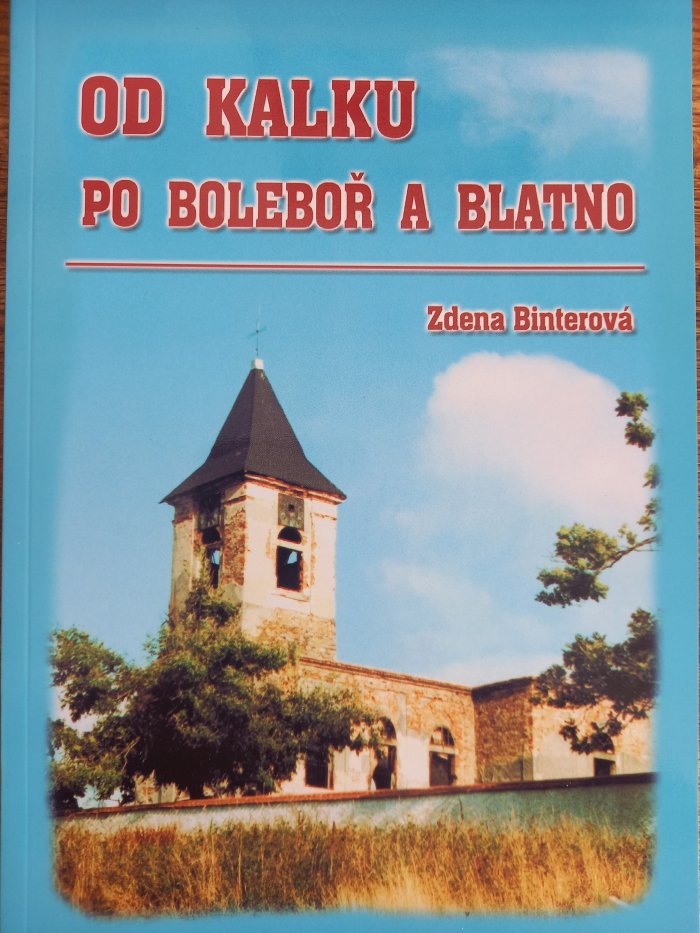 OD KALKU
PO BOLEBOŘ A BLATNO
Zdena Binterová